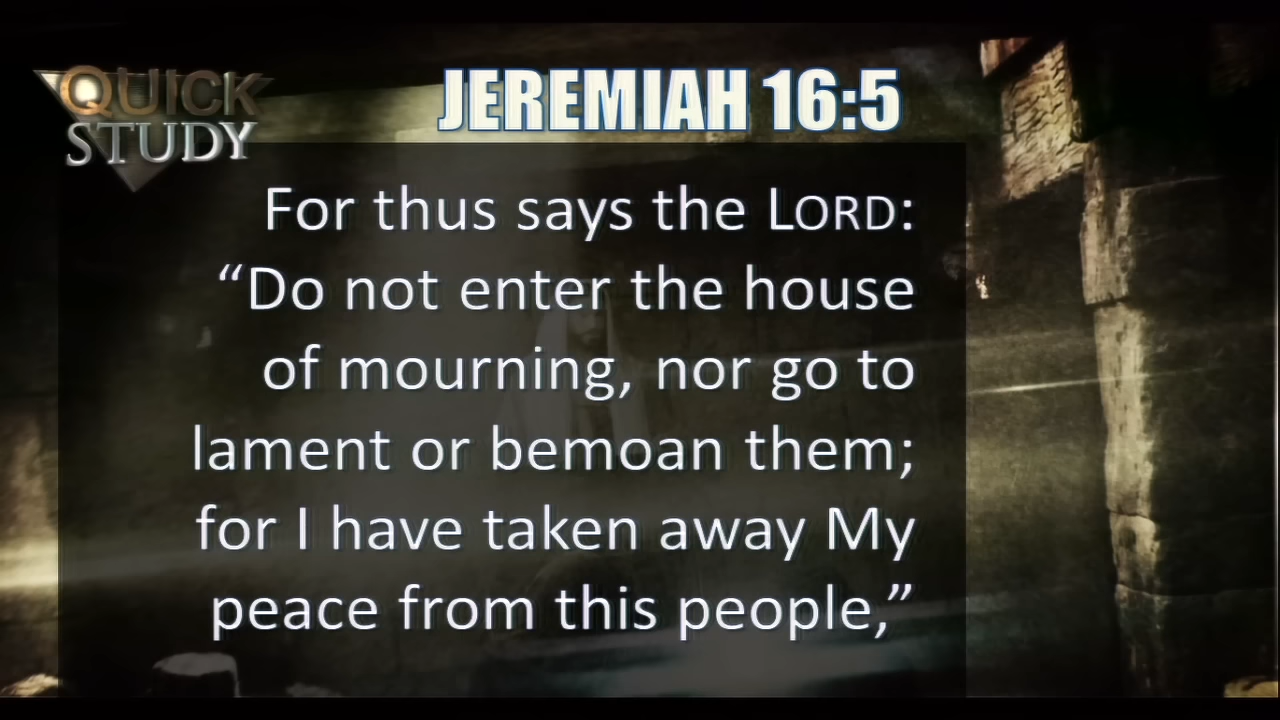 QUICK
STUDY
JEREMIAH 16:5
For thus says the LORD:
“Do not enter the house
of mourning, nor go to
lament or bemoan them;
for I have taken away My
peace from this people,”